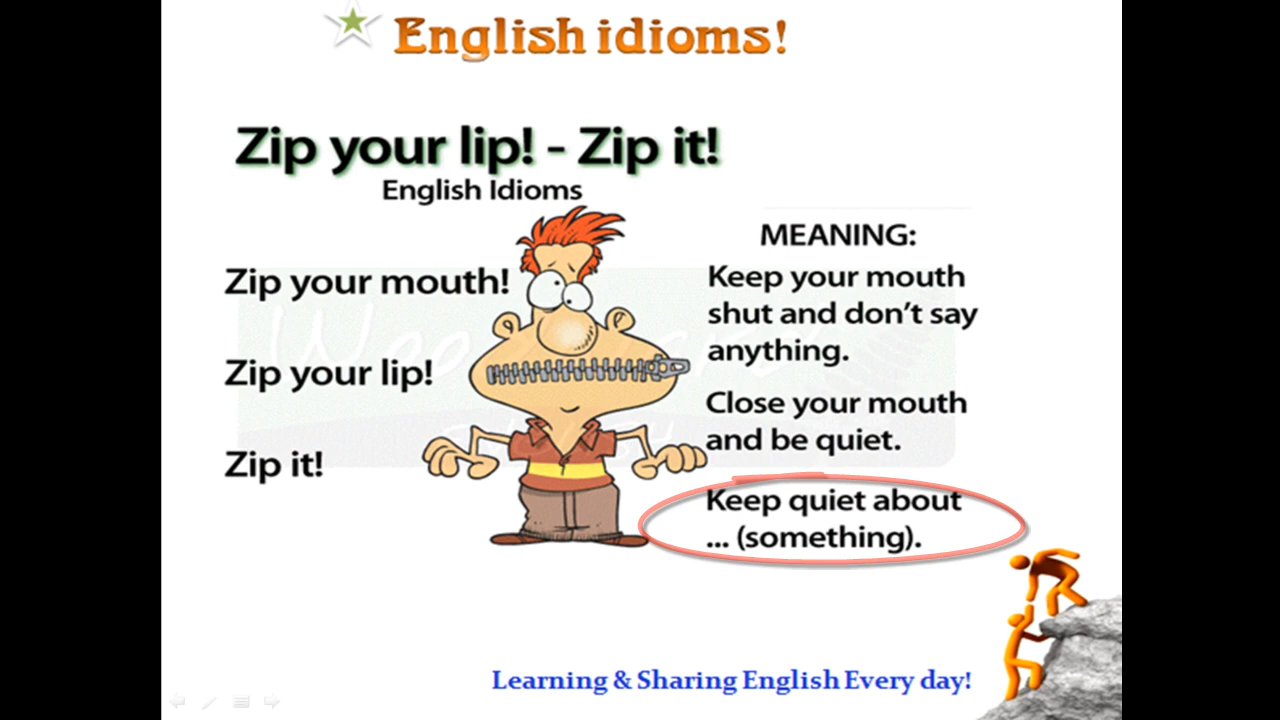 English idioms!
Zip your lip! - Zip it!
English Idioms
Zip your mouth!
Zip your lip!
Zip it!
MEANING:
Keep your mouth
shut and don't say
anything.
Close your mouth
and be quiet.
Keep quiet about
... (something).
Learning & Sharing English Every day!